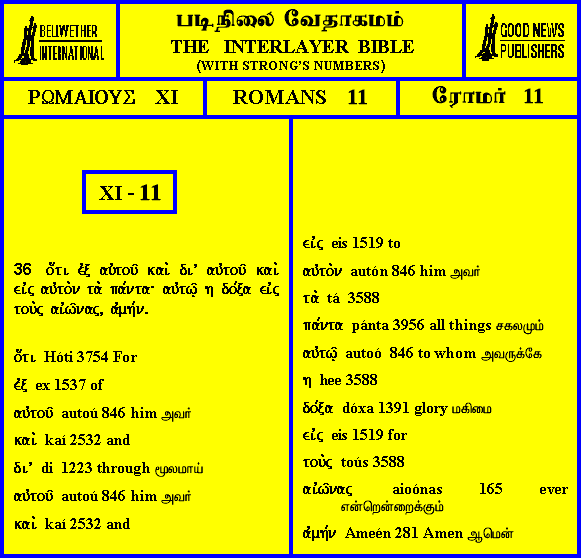 BELIWETHER
INTERNATIONAL
படிநிலை வேதாகமம்
THE INTERLAYER BIBLE
(WITH STRONG'S NUMBERS)
GOOD NEWS
PUBLISHERS
ΡΩΜΑΙΟΥΣ XI
ROMANS 11
ரோமர் 11
XI - 11
36 ὅτι ἐξ αὐτοῦ καὶ δι' αὐτοῦ καὶ
εἰς αὐτὸν τὰ πάντα· αὐτῷ η δόξα εἰς
τοὺς αἰῶνας, ἀμήν.
ὅτι Hóti 3754 For
ἐξ ex 1537 of
αὐτοῦ autoú 846 him அவர்
καὶ kaí 2532 and
δι' di 1223 through மூலமாய்
αὐτοῦ autoú 846 him அவர்
καὶ kaí 2532 and
εἰς eis 1519 to
αὐτὸν autón 846 him அவர்
τὰ tá 3588
πάντα pánta 3956 all things சகலமும்
αὐτῷ autoó 846 to whom அவருக்கே
η hee 3588
δόξα dóxa 1391 glory மகிமை
εἰς eis 1519 for
τοὺς toús 3588
αἰῶνας aioónas 165 ever
என்றென்றைக்கும்
ἀμήν Ameén 281 Amen ஆமென்